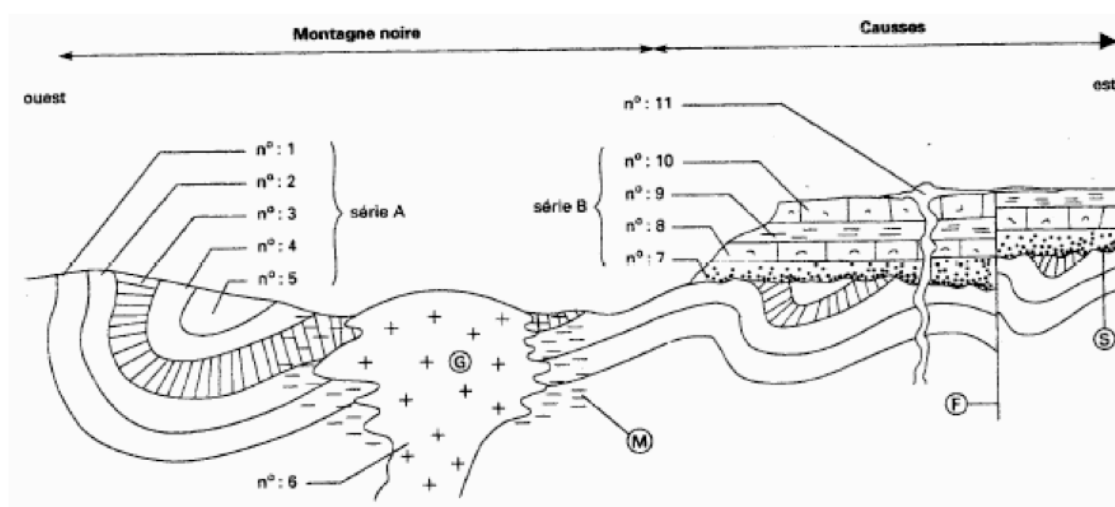 Montagne noire
Causses
ouest
est
n° : 11
n° : 1
n° : 2
n° : 3
n° : 4
n° : 5
série A
n° : 10
n° : 9
n° : 8
n° : 7
série B
G
S
F
M
n° : 6